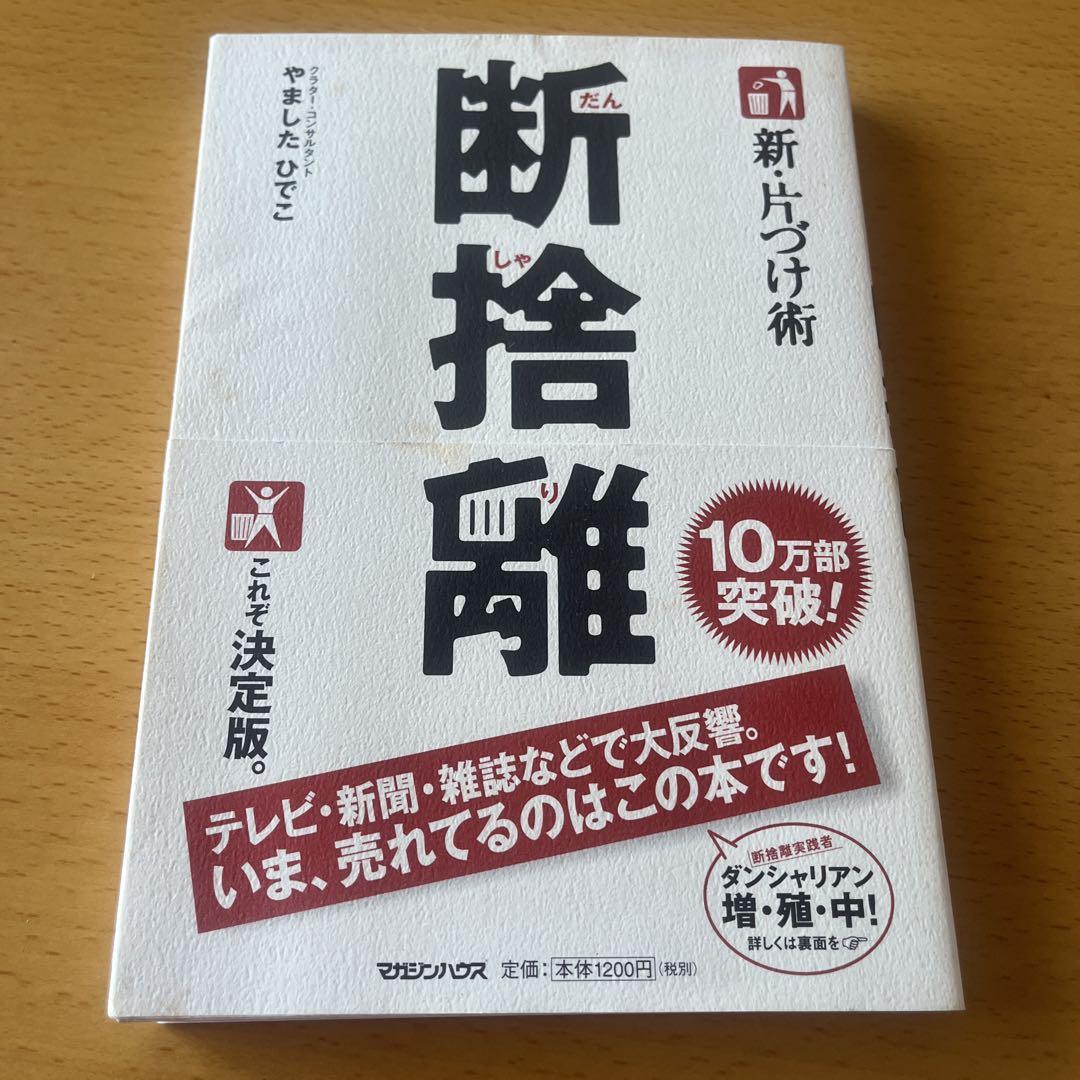 新・片づけ術
断捨離
だん
しゃ
り
クラター・コンサルタント
やました ひでこ
10万部
突破!
これぞ決定版。
テレビ・新聞・雑誌などで大反響。
いま、売れてるのはこの本です!
断捨離実践者
ダンシャリアン
増・殖・中!
詳しくは裏面を☞
マガジンハウス 定価:本体1200円(税別)